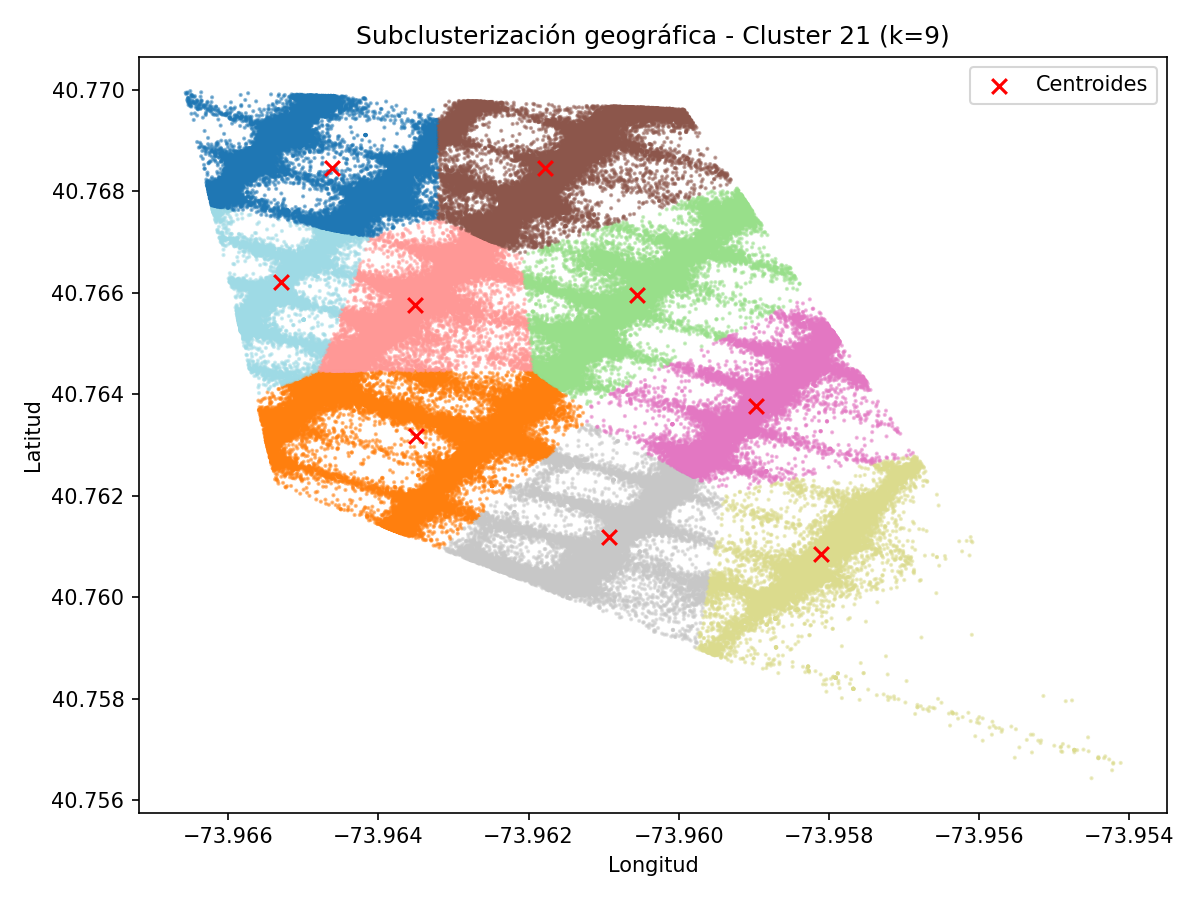 Subclusterización geográfica - Cluster 21 (k=9)
Centroides
40.770
40.768
40.766
40.764
40.762
40.760
40.758
40.756
Latitud
−73.966 −73.964 −73.962 −73.960 −73.958 −73.956 −73.954
Longitud